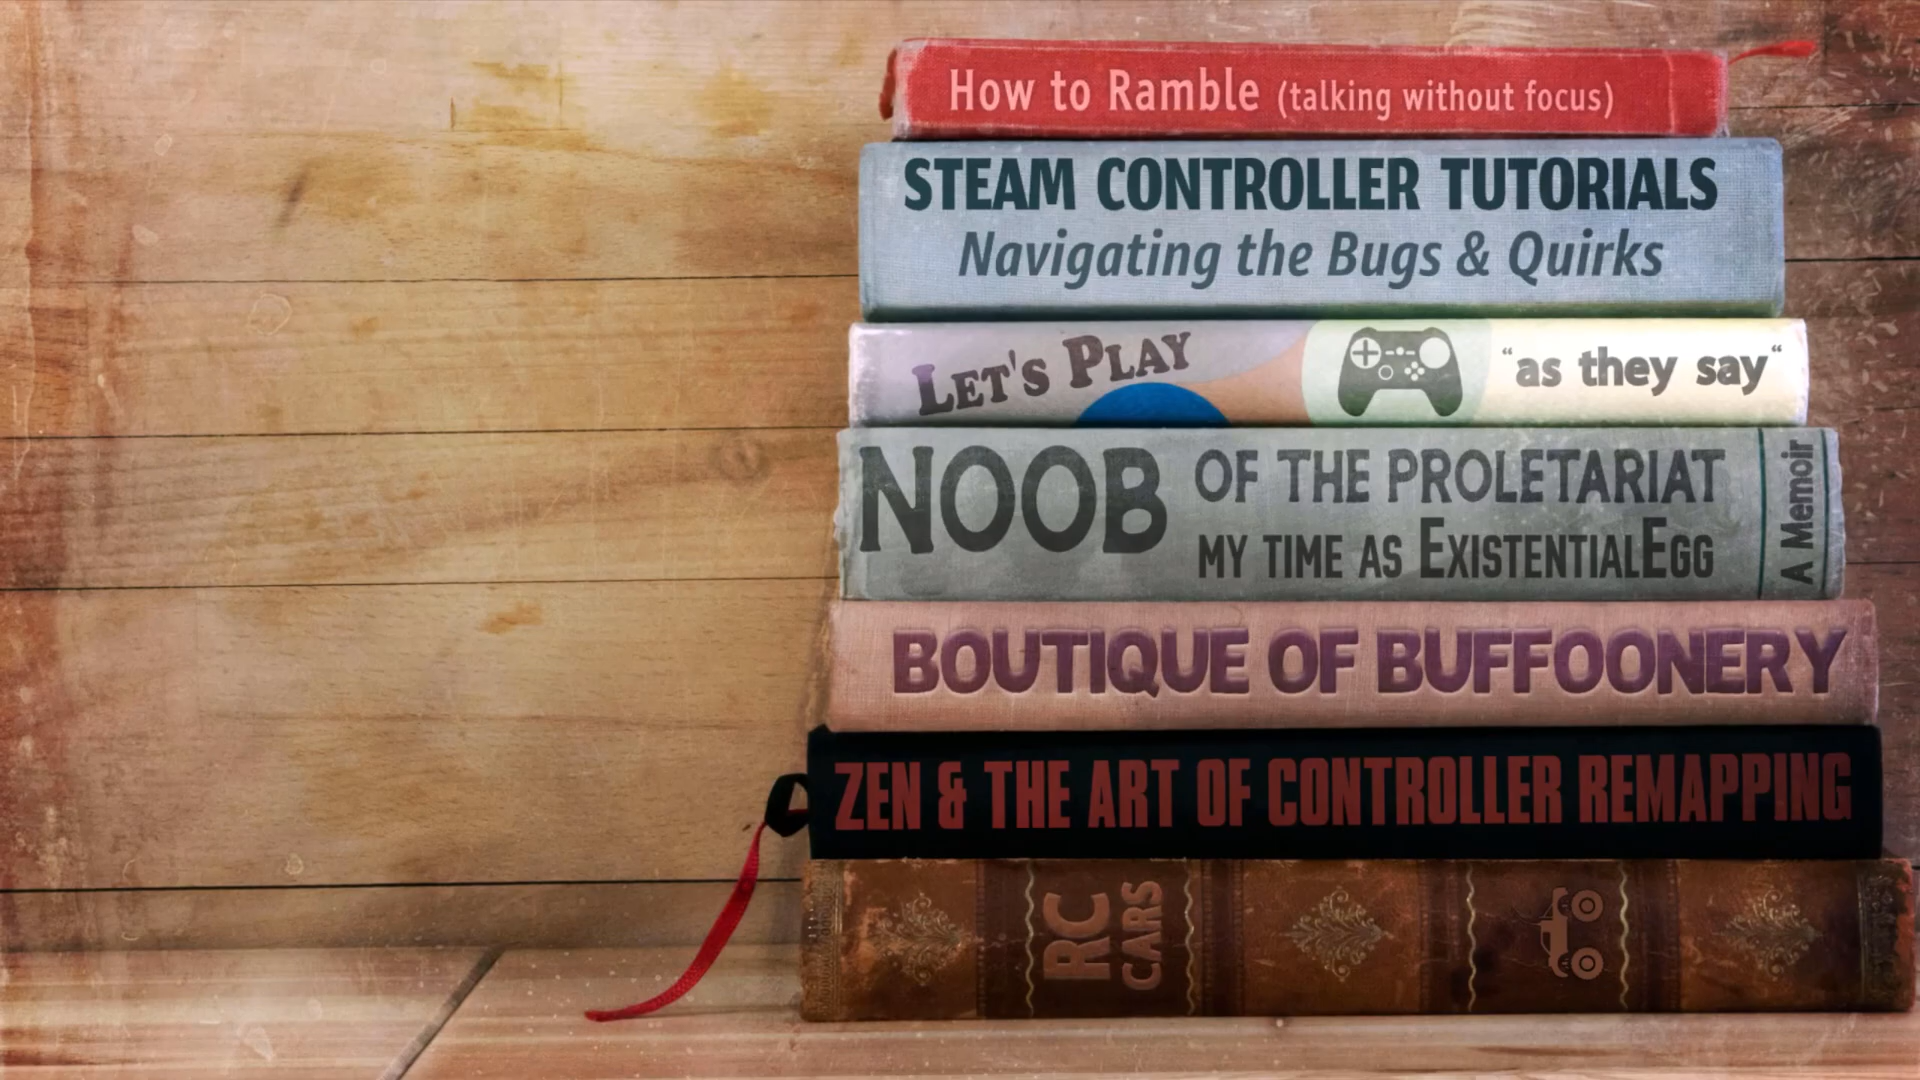 How to Ramble (talking without focus)
STEAM CONTROLLER TUTORIALS
Navigating the Bugs & Quirks
LET'S PLAY
“as they say“
NOOB OF THE PROLETARIAT
MY TIME AS EXISTENTIALEGG
A Memoir
BOUTIQUE OF BUFFOONERY
ZEN & THE ART OF CONTROLLER REMAPPING
RC
CARS